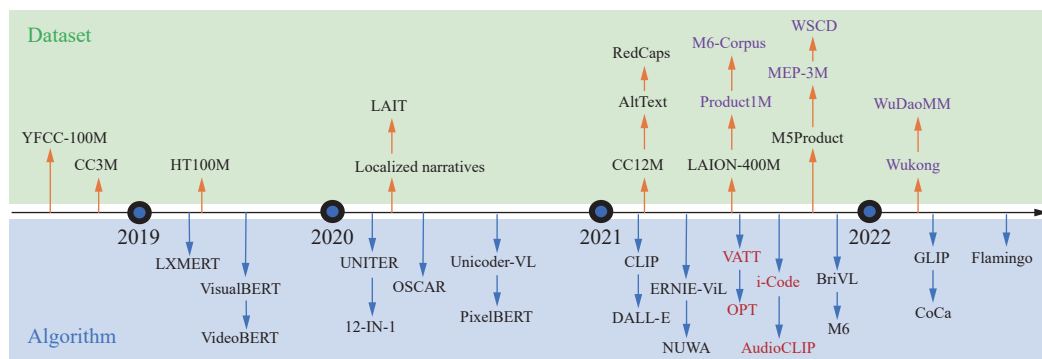 Dataset
WSCD
M6-Corpus
RedCaps
MEP-3M
LAIT
AltText
Product1M
WuDaoMM
YFCC-100M
M5Product
CC3M
HT100M
Localized narratives
CC12M
LAION-400M
Wukong
2019
2020
2021
2022
LXMERT
UNITER
Unicoder-VL
CLIP
VATT
GLIP
Flamingo
VisualBERT
OSCAR
ERNIE-ViL
i-Code
BriVL
12-IN-1
PixelBERT
DALL-E
OPT
CoCa
Algorithm
VideoBERT
NUWA
AudioCLIP
M6